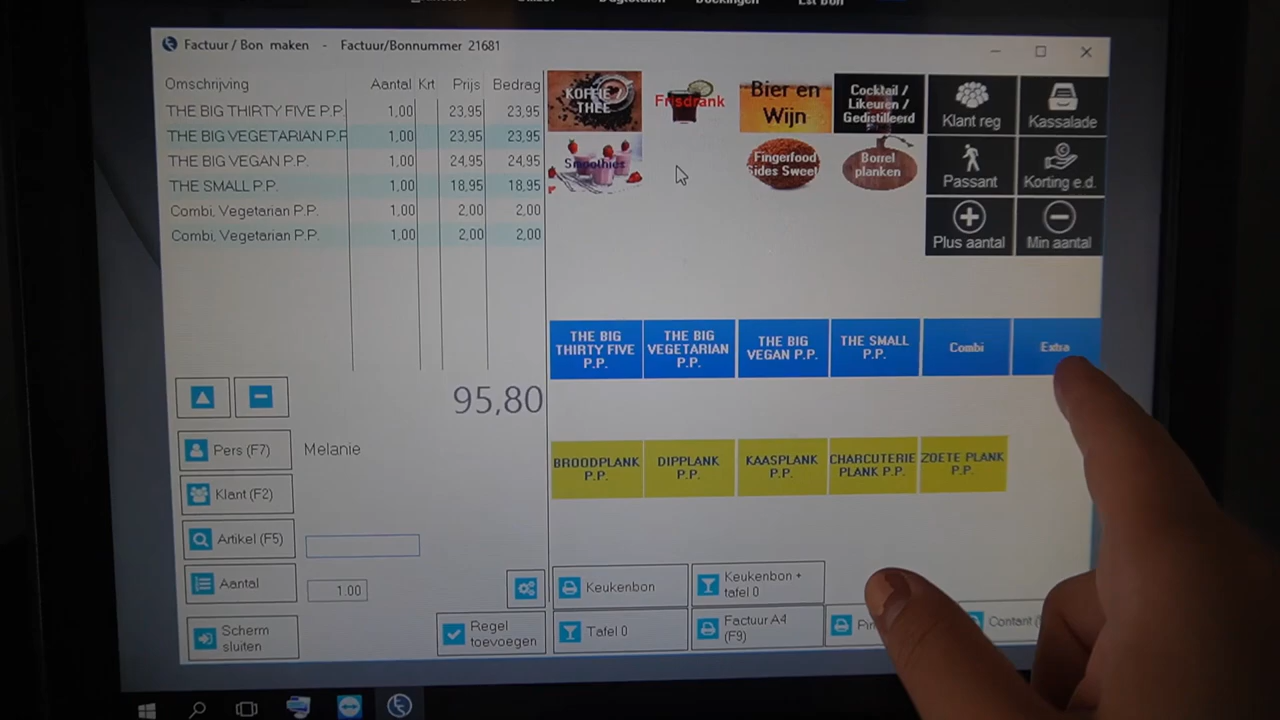 Factuur / Bon maken - Factuur/Bonnummer 21681
Omschrijving Aantal Krt Prijs Bedrag
THE BIG THIRTY FIVE P.P. 1,00 23,95 23,95
THE BIG VEGETARIAN P.P 1,00 23,95 23,95
THE BIG VEGAN P.P. 1,00 24,95 24,95
THE SMALL P.P. 1,00 18,95 18,95
Combi, Vegetarian P.P. 1,00 2,00 2,00
Combi, Vegetarian P.P. 1,00 2,00 2,00
95,80
Pers (F7) Melanie
Klant (F2)
Artikel (F5)
Aantal 1.00
Scherm
sluiten
Regel
toevoegen
KOFFIE /
THEE
Frisdrank
Bier en
Wijn
Cocktail /
Likeuren /
Gedistilleerd
Klant reg
Kassalade
Smoothies
Fingerfood
Sides Sweet
Borrel
planken
Passant
Korting e.d.
Plus aantal
Min aantal
THE BIG
THIRTY FIVE
P.P.
THE BIG
VEGETARIAN
P.P.
THE BIG
VEGAN P.P.
THE SMALL
P.P.
Combi
Extra
BROODPLANK
P.P.
DIPPLANK
P.P.
KAASPLANK
P.P.
CHARCUTERIE
PLANK P.P.
ZOETE PLANK
P.P.
Keukenbon
Keukenbon +
tafel 0
Tafel 0
Factuur A4
(F9)
Contant